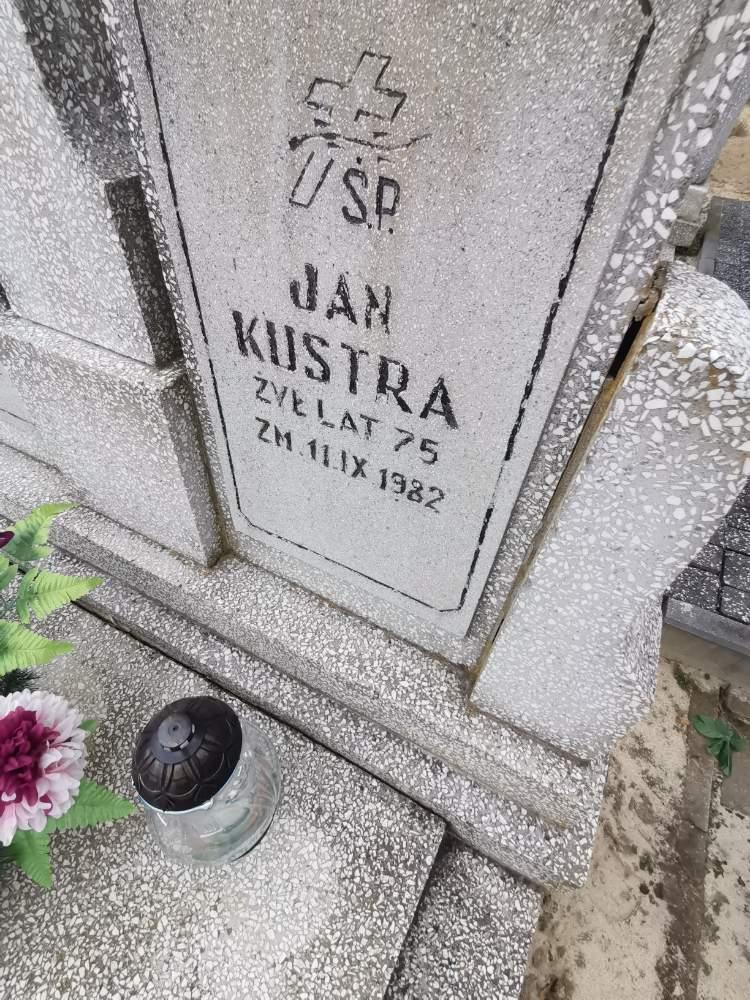 Ś.P.
JAN
KUSTRA
ŻYŁ LAT 75
ZM. 11.IX 1982